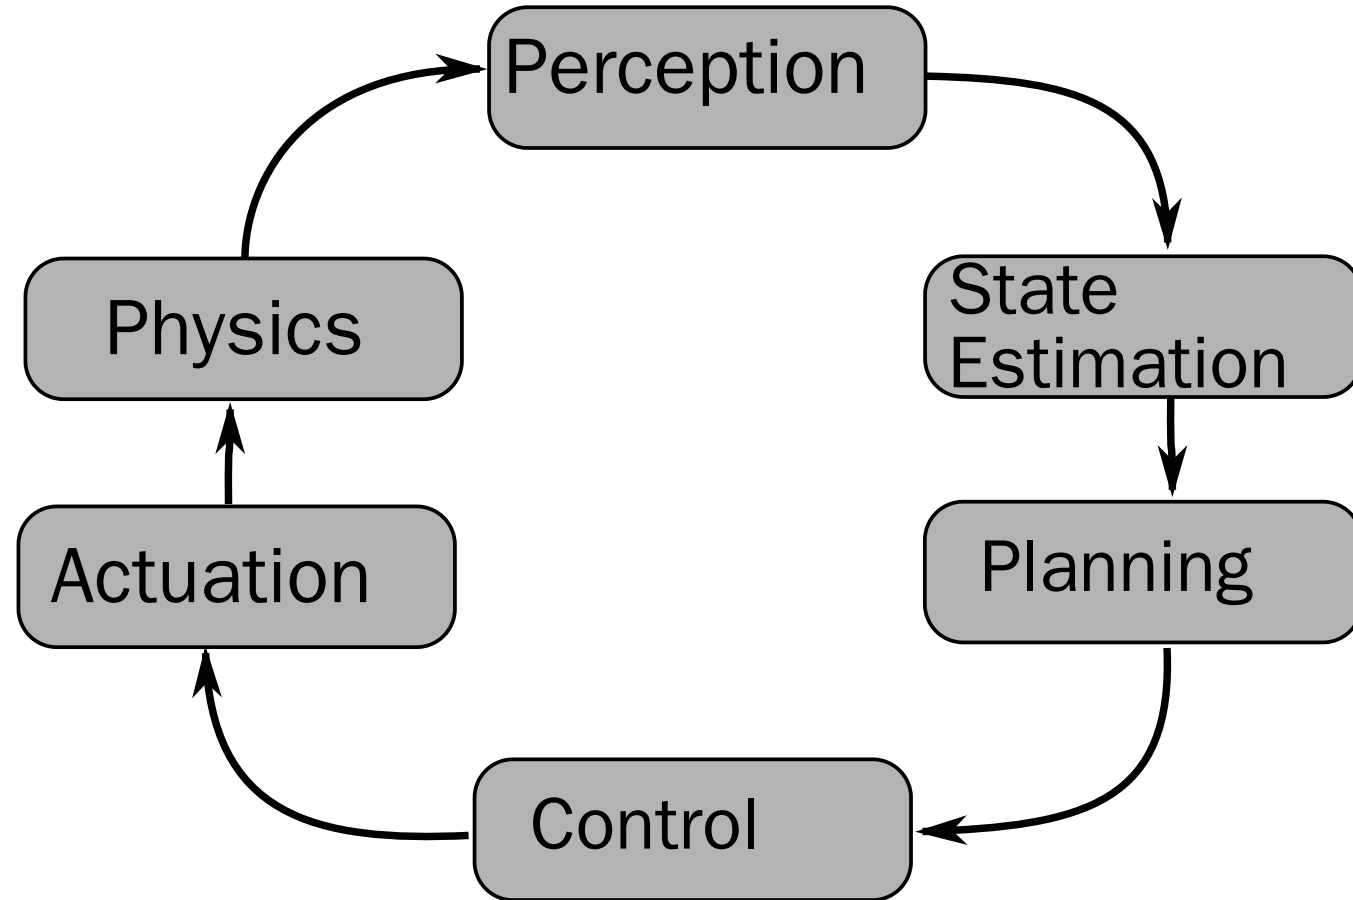 Perception
State
Estimation
Planning
Control
Actuation
Physics